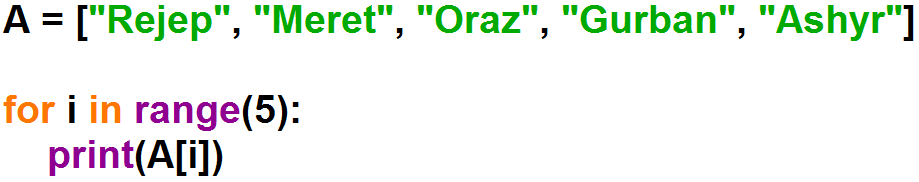 A = ["Rejep", "Meret", "Oraz", "Gurban", "Ashyr"]
for i in range(5):
    print(A[i])